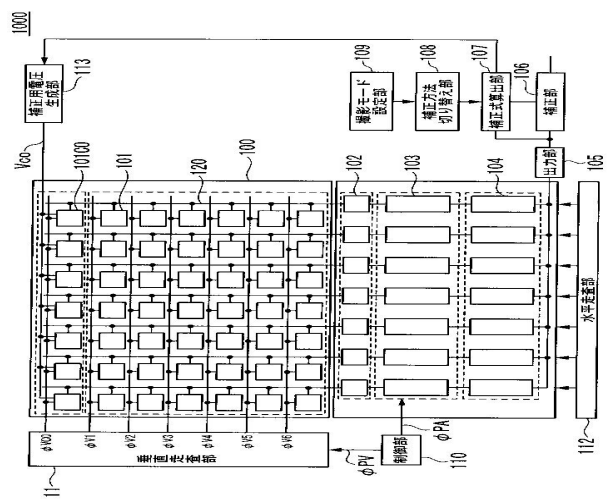 1000
補正用電圧
生成部
113
Vco
109
撮影モード
設定部
108
補正方法
切り替え部
107
補正式算出部
106
補正部
105
出力部
10100
101
120
100
102
103
104
φVCO
φV1
φV2
φV3
φV4
φV5
φV6
垂直走査部
11
φPV
制御部
110
φPA
水平走査部
112